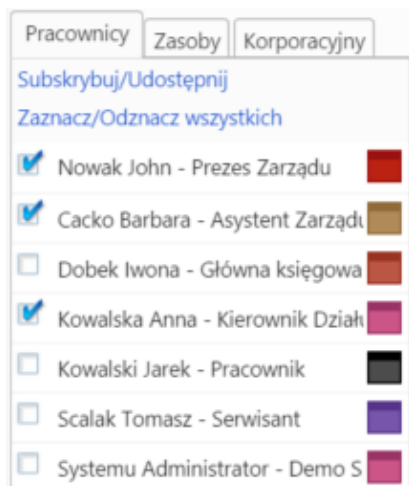 Pracownicy Zasoby Korporacyjny
Subskrybuj/Udostępnij
Zaznacz/Odznacz wszystkich
Nowak John - Prezes Zarządu
Cacko Barbara - Asystent Zarządu
Dobek Iwona - Główna księgowa
Kowalska Anna - Kierownik Działu
Kowalski Jarek - Pracownik
Scalak Tomasz - Serwisant
Systemu Administrator - Demo S